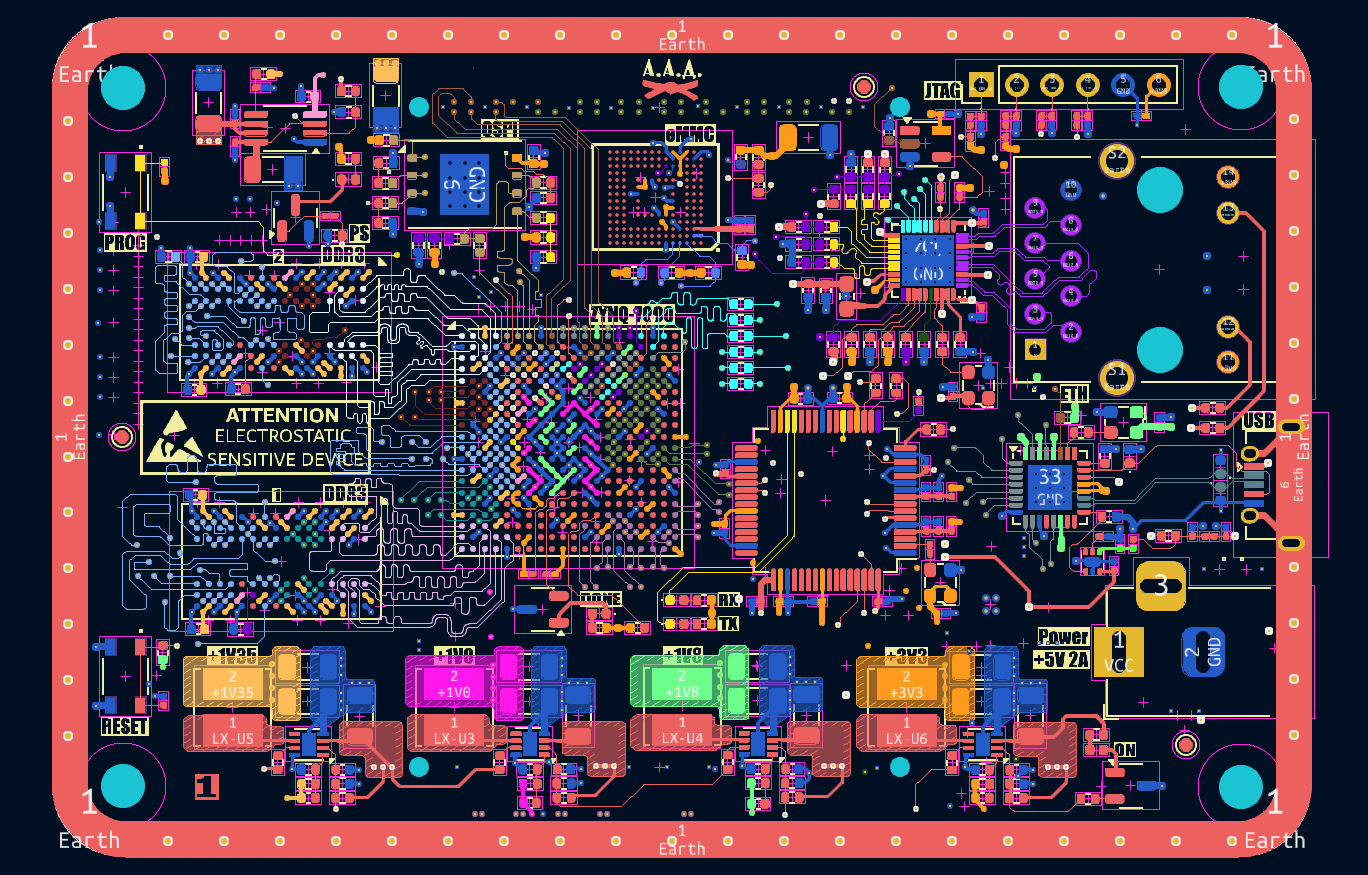 1
Earth
1
Earth
1
Earth
A.A.A.
JTAG
QSPI
eMMC
GND
S2
PROG
PS
DDR3
2
ZYNQ-7000
GND
S1
ATTENTION
ELECTROSTATIC
SENSITIVE DEVICE
1
Earth
ETH
USB
1
Earth
6
Earth
33
GND
1
DDR3
DONE
RX
TX
3
Power
+5V 2A
1
VCC
2
GND
+1V35
+1V0
+1V8
+3V3
2
+1V35
2
+1V0
2
+1V8
2
+3V3
1
LX-U5
1
LX-U3
1
LX-U4
1
LX-U6
RESET
ON
1
1
Earth
1
Earth
1
Earth